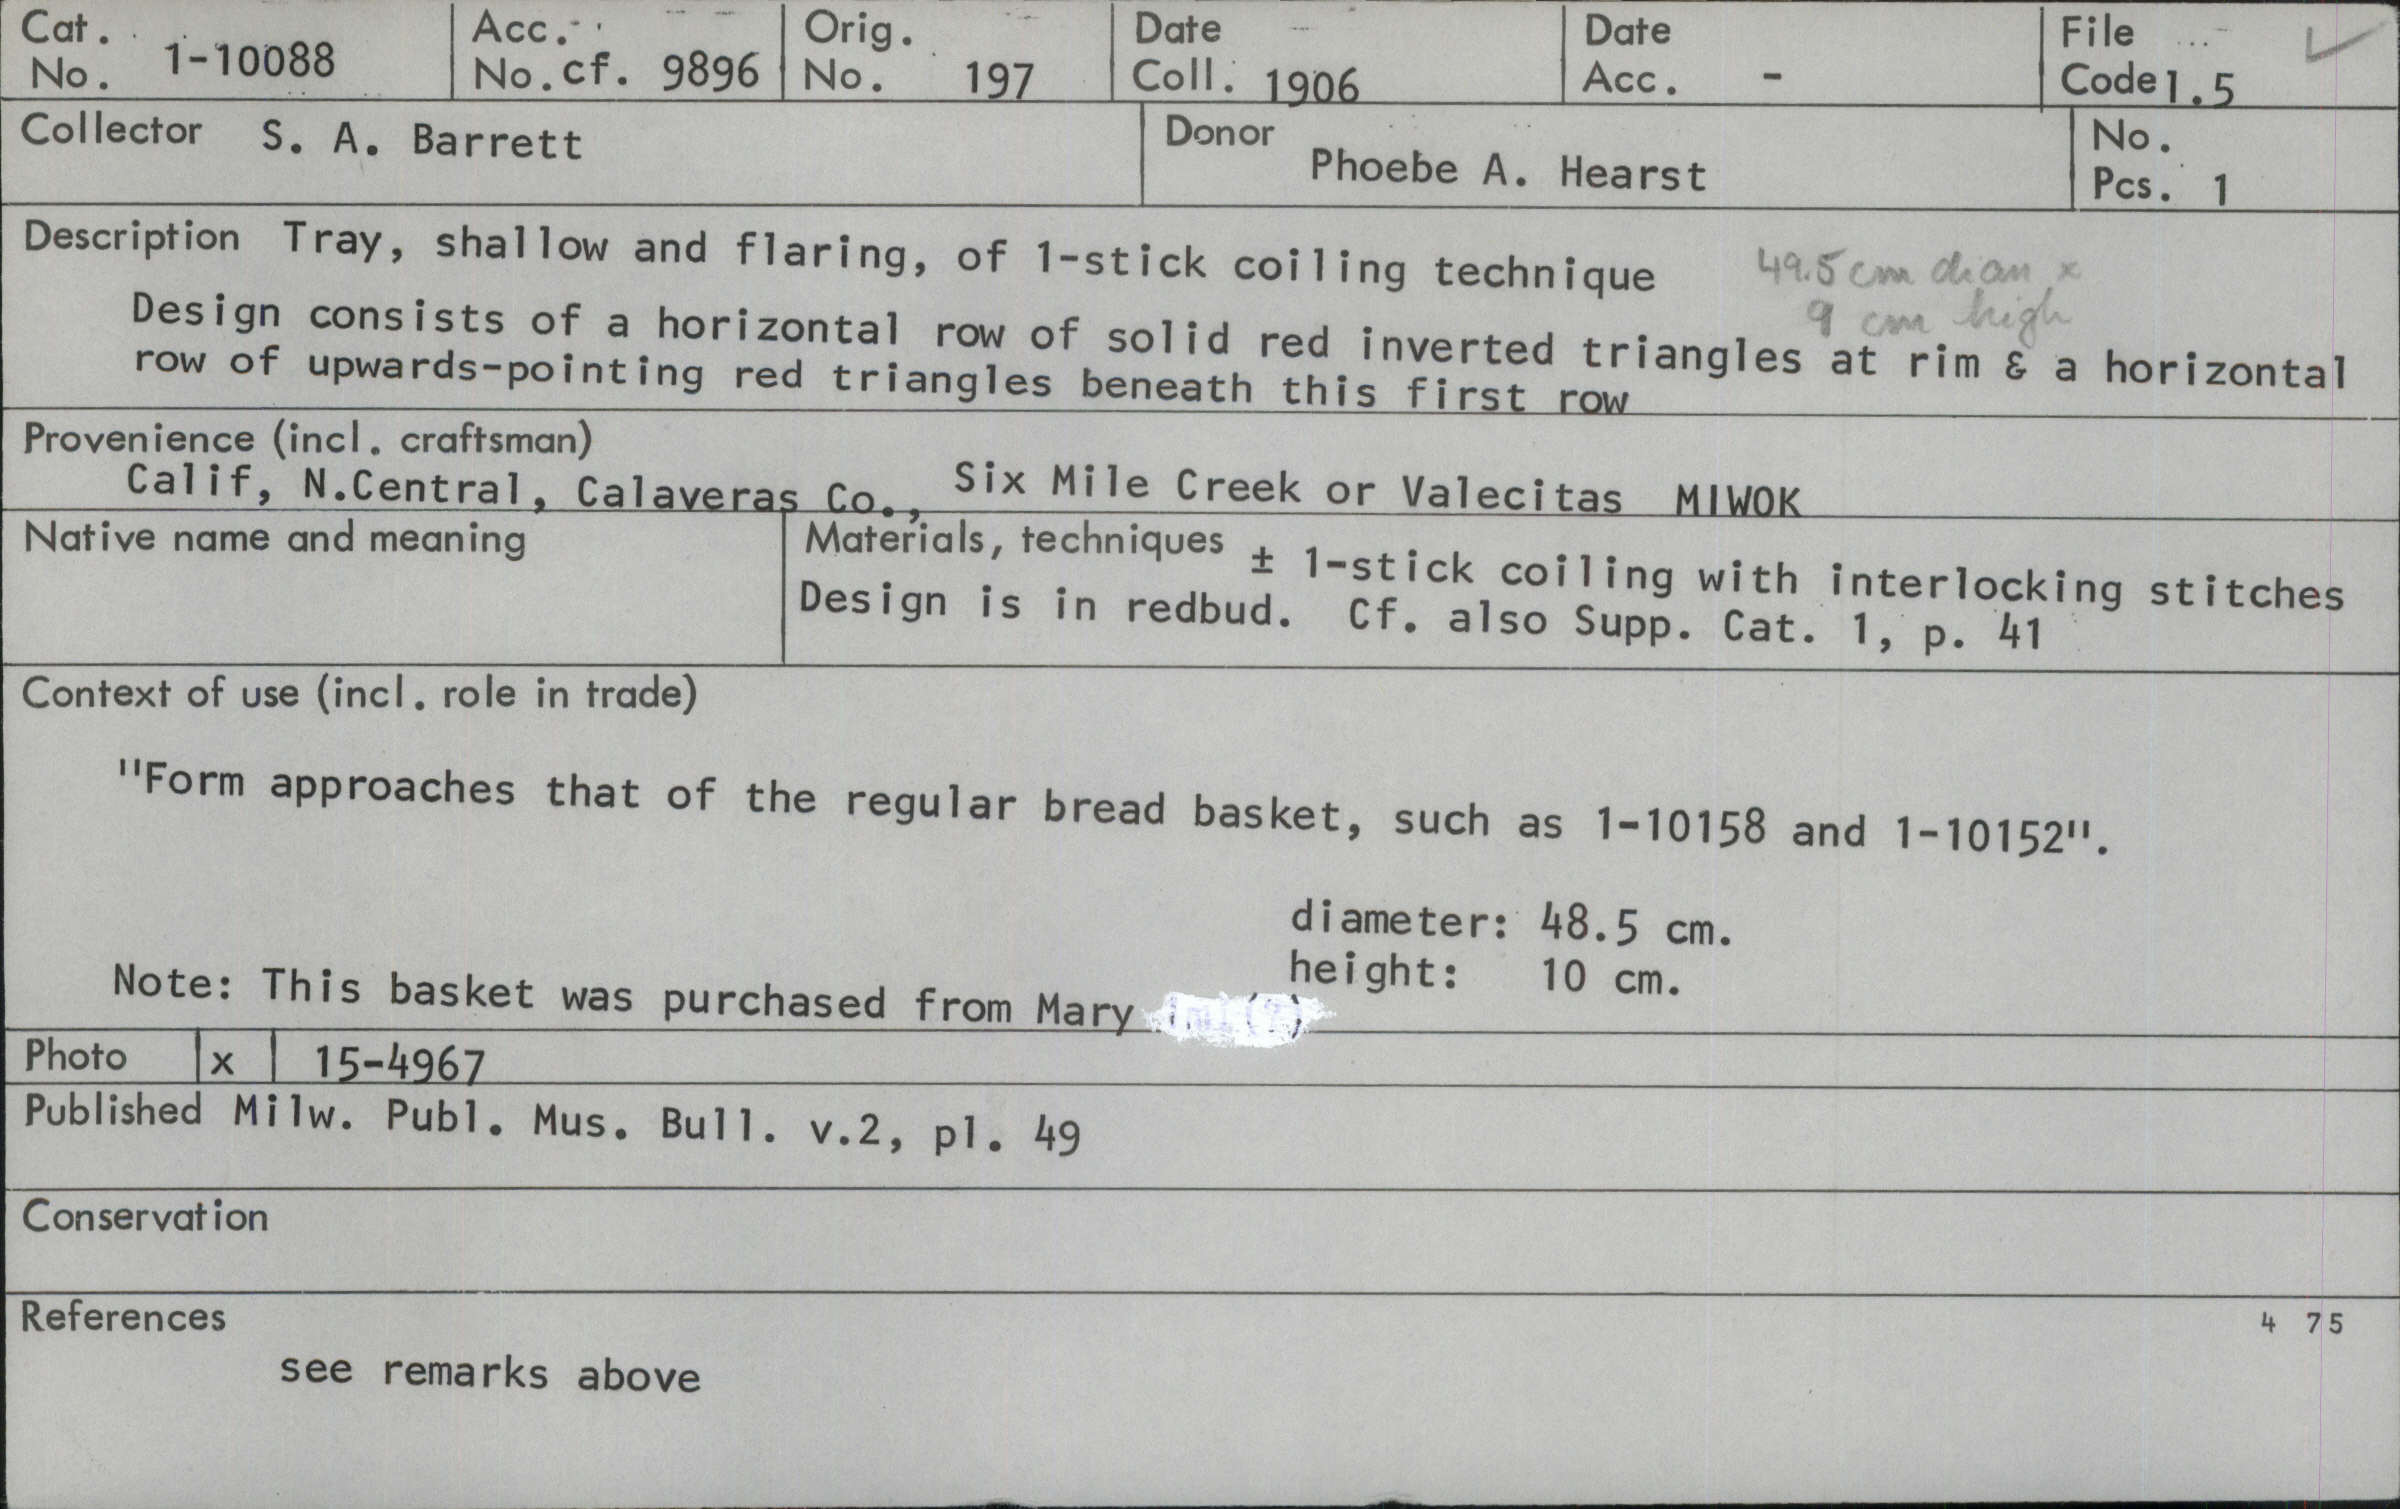 Cat. No. 1-10088
Acc. No. cf. 9896
Orig. No. 197
Date Coll. 1906
Date Acc. -
File Code 1.5
Collector S. A. Barrett
Donor Phoebe A. Hearst
No. Pcs. 1
Description Tray, shallow and flaring, of 1-stick coiling technique
49.5 cm diam x
9 cm high
Design consists of a horizontal row of solid red inverted triangles at rim & a horizontal
row of upwards-pointing red triangles beneath this first row
Provenience (incl. craftsman)
Calif, N.Central, Calaveras Co., Six Mile Creek or Valecitas MIWOK
Native name and meaning
Materials, techniques ± 1-stick coiling with interlocking stitches
Design is in redbud. Cf. also Supp. Cat. 1, p. 41
Context of use (incl. role in trade)
"Form approaches that of the regular bread basket, such as 1-10158 and 1-10152".
diameter: 48.5 cm.
height: 10 cm.
Note: This basket was purchased from Mary
Photo x 15-4967
Published Milw. Publ. Mus. Bull. v.2, pl. 49
Conservation
References
4 75
see remarks above